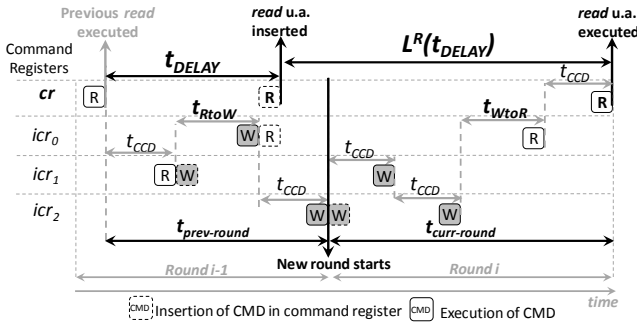 Previous read executed
read u.a. inserted
read u.a. executed
Command Registers
t_DELAY
L^R(t_DELAY)
t_CCD
cr
R
R
R
t_RtoW
t_WtoR
icr_0
W
R
t_CCD
R
t_CCD
icr_1
R
W
t_CCD
W
t_CCD
icr_2
W
W
W
t_prev-round
t_curr-round
New round starts
Round i-1
Round i
time
CMD Insertion of CMD in command register
CMD Execution of CMD